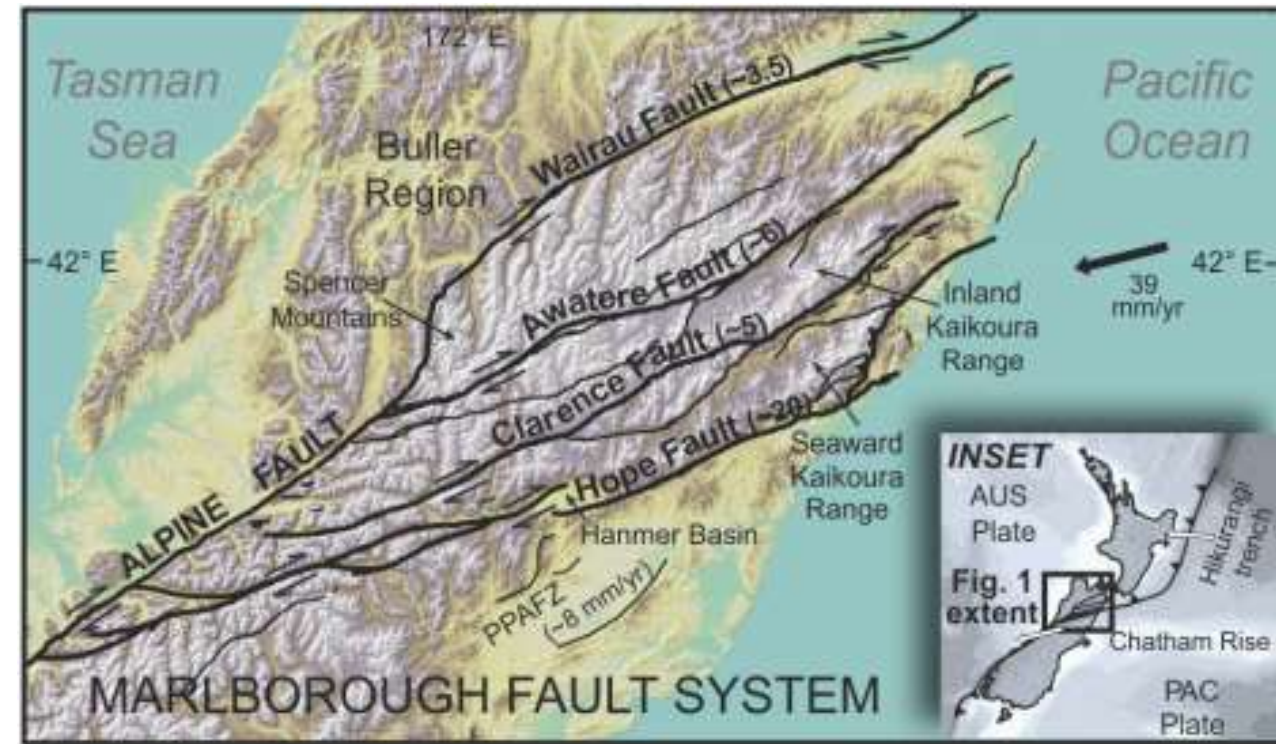 172° E
Tasman
Sea
Pacific
Ocean
Buller
Region
Wairau Fault (~3.5)
42° E
42° E
39
mm/yr
Spencer
Mountains
Awatere Fault (~6)
Inland
Kaikoura
Range
Clarence Fault (~5)
Hope Fault (~20)
Seaward
Kaikoura
Range
ALPINE FAULT
Hanmer Basin
PPAFZ
(~8 mm/yr)
MARLBOROUGH FAULT SYSTEM
INSET
AUS
Plate
Hikurangi
trench
Fig. 1
extent
Chatham Rise
PAC
Plate